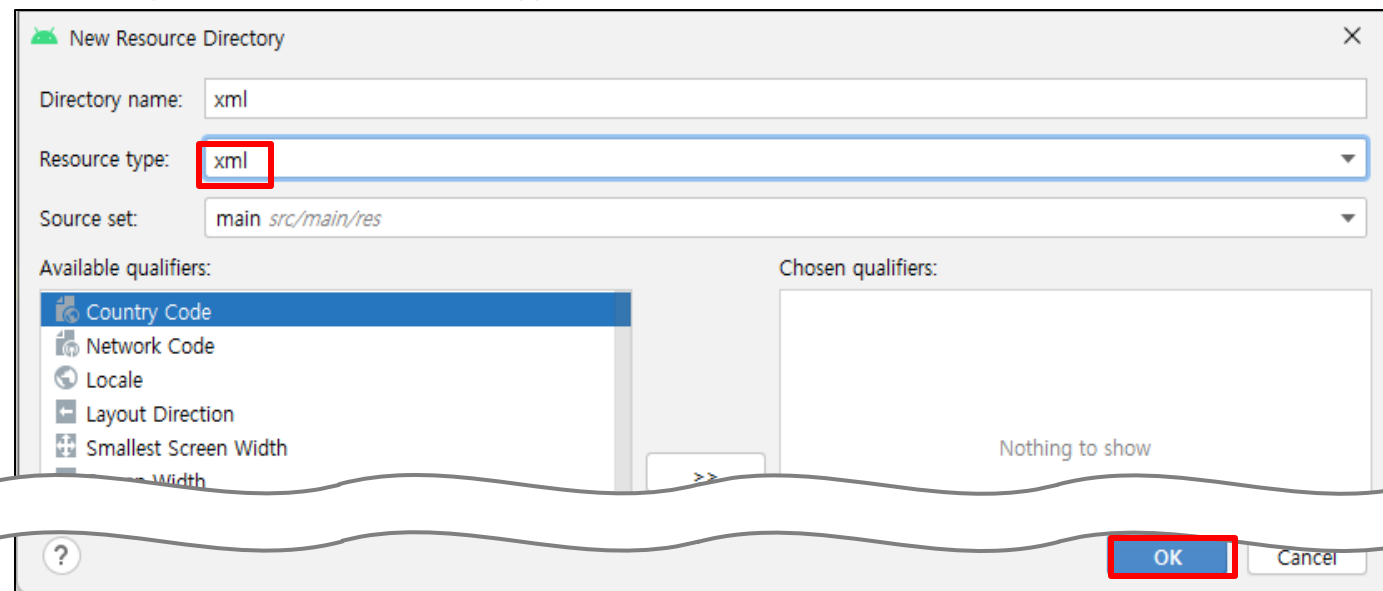 New Resource Directory
Directory name: xml
Resource type: xml
Source set: main src/main/res
Available qualifiers: Chosen qualifiers:
Country Code
Network Code
Locale
Layout Direction
Smallest Screen Width
Nothing to show
Width
>>
?
OK Cancel